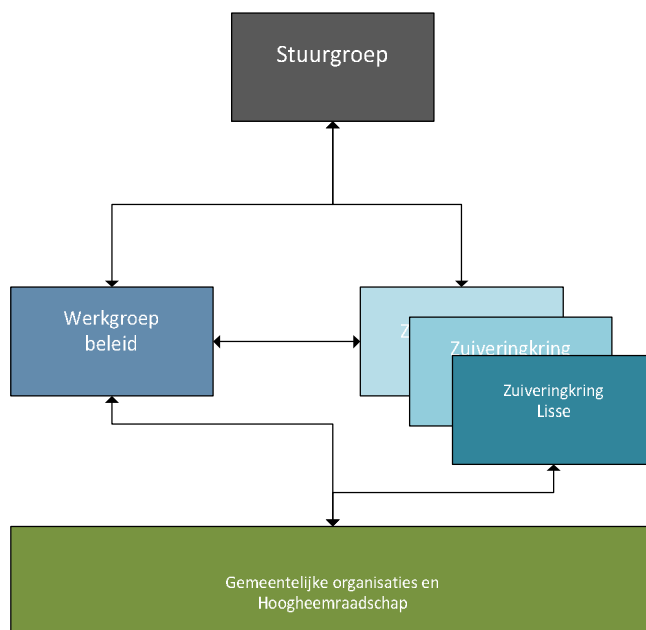 Stuurgroep
Werkgroep
beleid
Zuiveringkring
Zuiveringkring
Lisse
Gemeentelijke organisaties en
Hoogheemraadschap